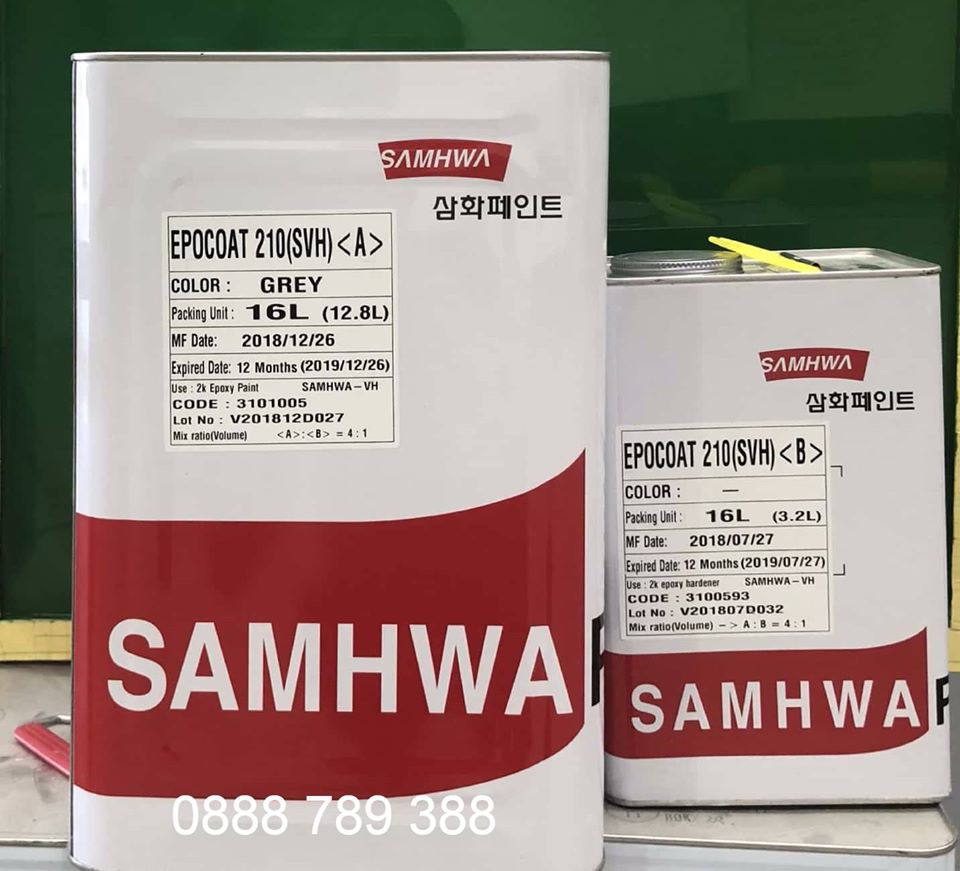 SAMHWA
삼화페인트
EPOCOAT 210(SVH)<A>
COLOR : GREY
Packing Unit : 16L (12.8L)
MF Date: 2018/12/26
Expired Date: 12 Months (2019/12/26)
Use : 2k Epoxy Paint SAMHWA-VH
CODE : 3101005
Lot No : V201812D027
Mix ratio(Volume) <A>:<B> = 4 : 1
SAMHWA
0888 789 388
SAMHWA
삼화페인트
EPOCOAT 210(SVH)<B>
COLOR : —
Packing Unit : 16L (3.2L)
MF Date: 2018/07/27
Expired Date: 12 Months (2019/07/27)
Use : 2k epoxy hardener SAMHWA-VH
CODE : 3100593
Lot No : V201807D032
Mix ratio(Volume) -> A : B = 4 : 1
SAMHWA